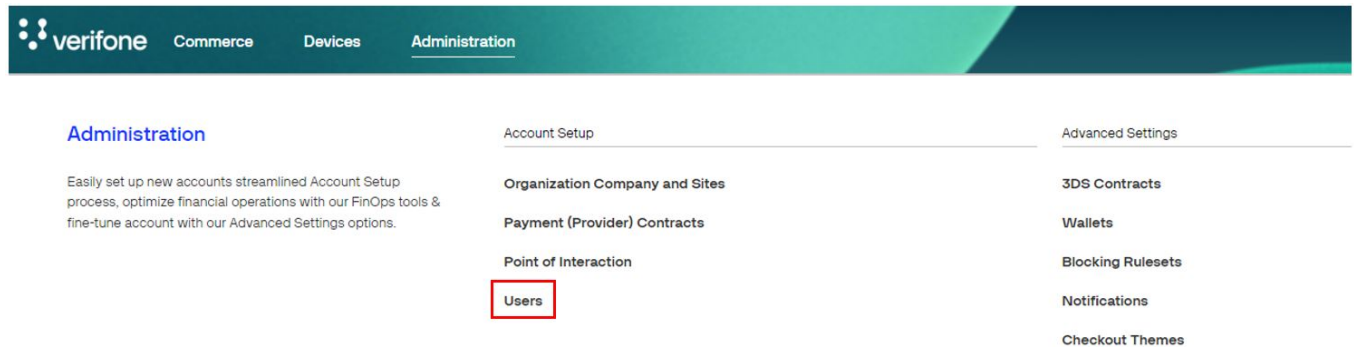 verifone Commerce Devices Administration
Administration
Easily set up new accounts streamlined Account Setup
process, optimize financial operations with our FinOps tools &
fine-tune account with our Advanced Settings options.
Account Setup
Organization Company and Sites
Payment (Provider) Contracts
Point of Interaction
Users
Advanced Settings
3DS Contracts
Wallets
Blocking Rulesets
Notifications
Checkout Themes